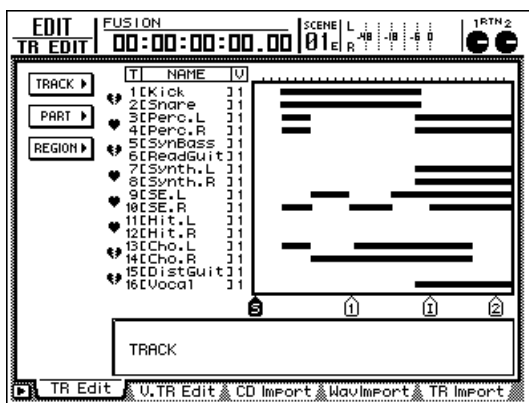 EDIT FUSION SCENE L 1RTN2
TR EDIT 00:00:00:00.00 01E R -48 -18 -6 0
T NAME V
TRACK
PART
REGION
1[Kick ]1
2[Snare ]1
3[Perc.L ]1
4[Perc.R ]1
5[SynBass ]1
6[ReadGuit]1
7[Synth.L ]1
8[Synth.R ]1
9[SE.L ]1
10[SE.R ]1
11[Hit.L ]1
12[Hit.R ]1
13[Cho.L ]1
14[Cho.R ]1
15[DistGuit]1
16[Vocal ]1
S 1 I 2
TRACK
TR Edit V.TR Edit CD Import WavImport TR Import